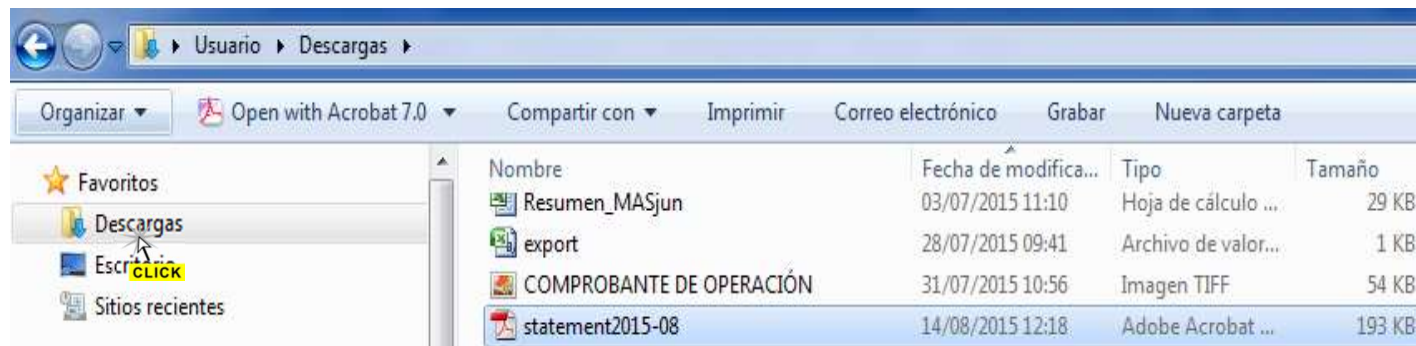 Usuario Descargas
Organizar Open with Acrobat 7.0 Compartir con Imprimir Correo electrónico Grabar Nueva carpeta
Favoritos
Descargas
CLICK
Sitios recientes
Nombre Fecha de modifica... Tipo Tamaño
Resumen_MASjun 03/07/2015 11:10 Hoja de cálculo ... 29 KB
export 28/07/2015 09:41 Archivo de valor... 1 KB
COMPROBANTE DE OPERACIÓN 31/07/2015 10:56 Imagen TIFF 54 KB
statement2015-08 14/08/2015 12:18 Adobe Acrobat ... 193 KB